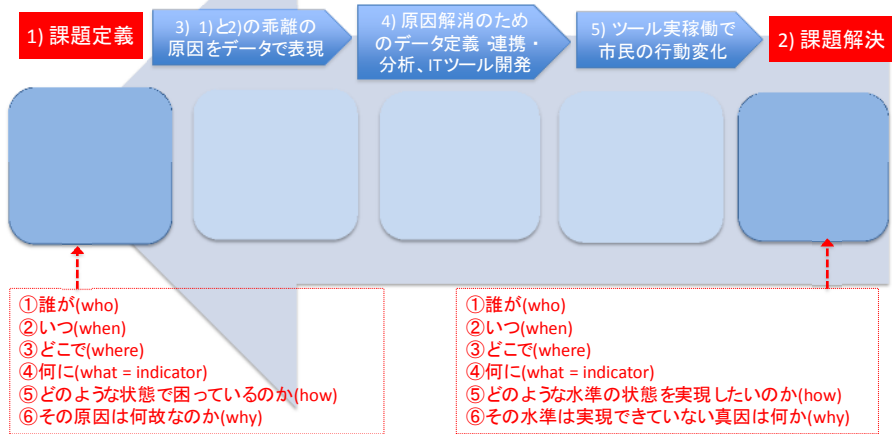 1) 課題定義
3) 1)と2)の乖離の
原因をデータで表現
4) 原因解消のため
のデータ定義・連携・
分析、ITツール開発
5) ツール実稼働で
市民の行動変化
2) 課題解決
①誰が(who)
②いつ(when)
③どこで(where)
④何に(what = indicator)
⑤どのような状態で困っているのか(how)
⑥その原因は何故なのか(why)
①誰が(who)
②いつ(when)
③どこで(where)
④何に(what = indicator)
⑤どのような水準の状態を実現したいのか(how)
⑥その水準は実現できていない真因は何か(why)